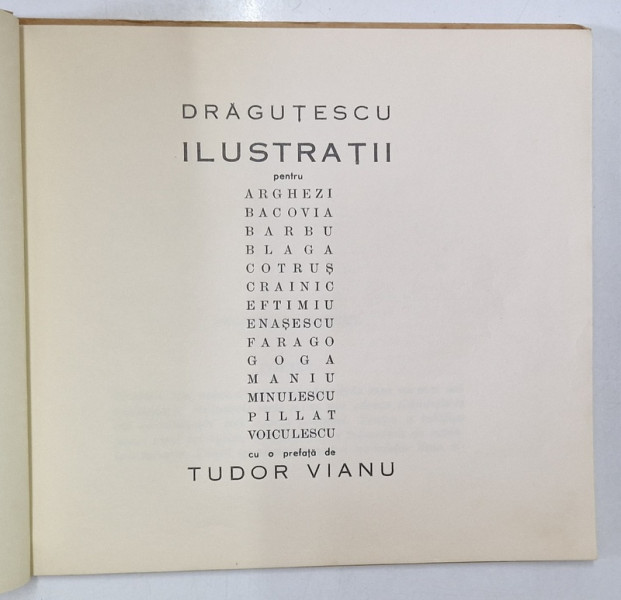 DRĂGUȚESCU
ILUSTRAȚII
pentru
ARGHEZI
BACOVIA
BARBU
BLAGA
COTRUȘ
CRAINIC
EFTIMIU
ENAȘESCU
FARAGO
GOGA
MANIU
MINULESCU
PILLAT
VOICULESCU
cu o prefață de
TUDOR VIANU